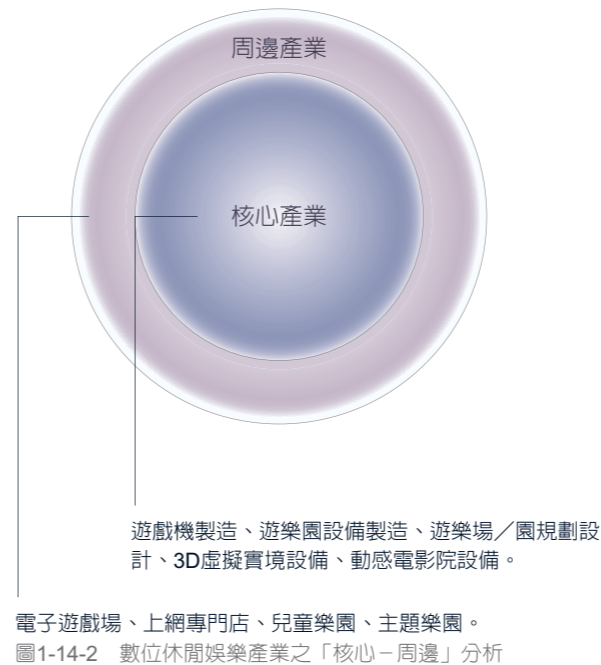 周邊產業
核心產業
遊戲機製造、遊樂園設備製造、遊樂場／園規劃設
計、3D虛擬實境設備、動感電影院設備。
電子遊戲場、上網專門店、兒童樂園、主題樂園。
圖1-14-2　數位休閒娛樂產業之「核心－周邊」分析